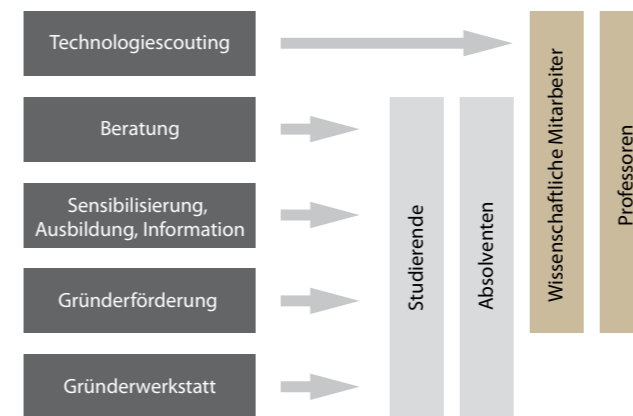 Technologiescouting
Beratung
Sensibilisierung,
Ausbildung, Information
Gründerförderung
Gründerwerkstatt
Studierende
Absolventen
Wissenschaftliche Mitarbeiter
Professoren